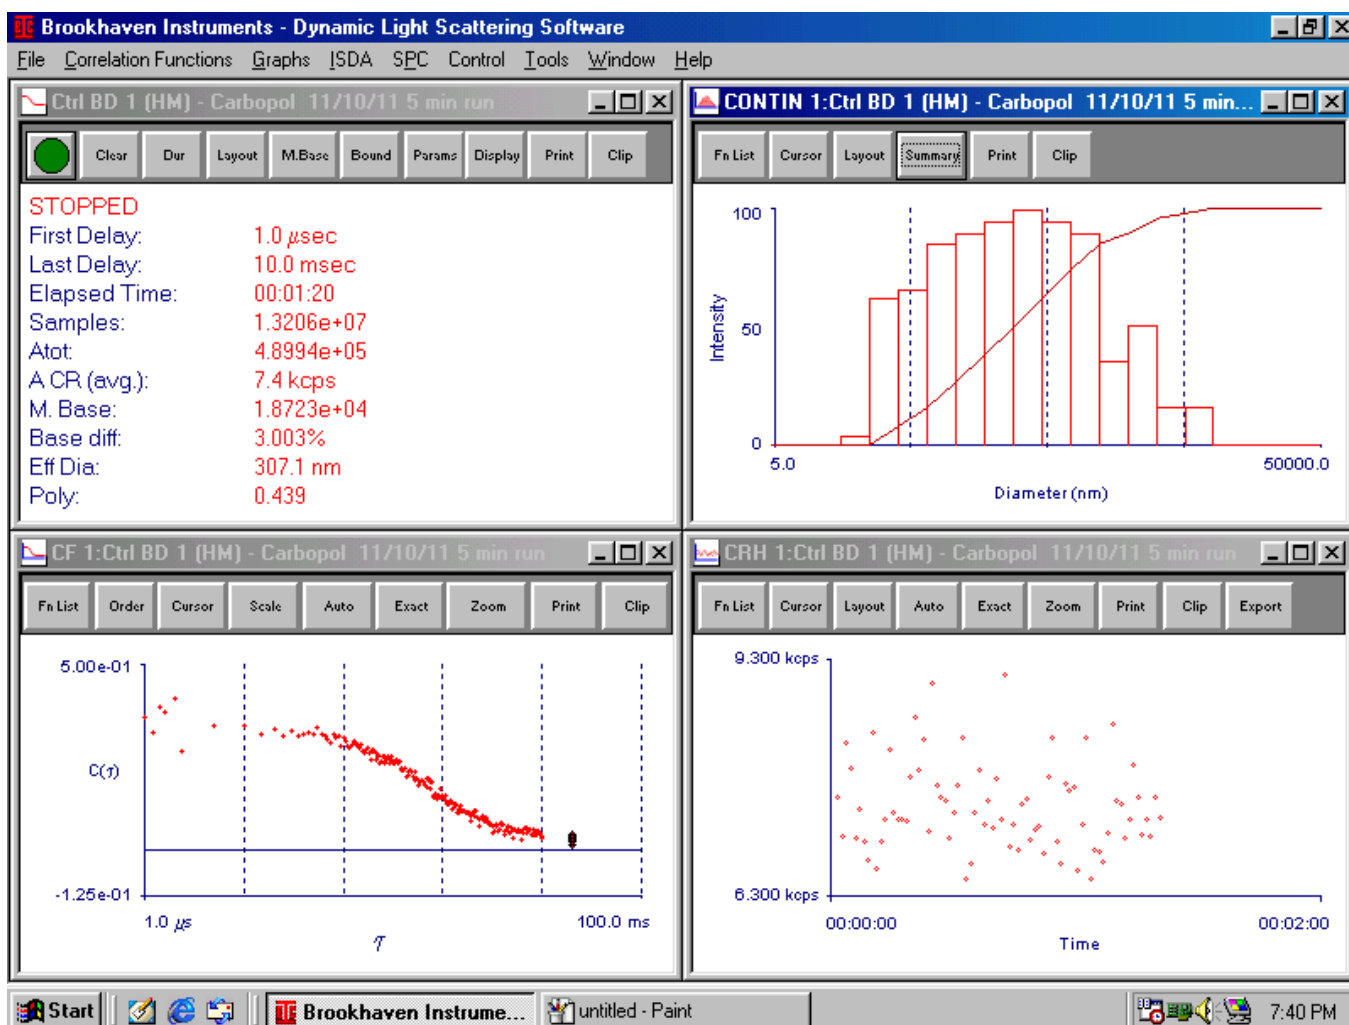 Brookhaven Instruments - Dynamic Light Scattering Software
File Correlation Functions Graphs ISDA SPC Control Tools Window Help
Ctrl BD 1 (HM) - Carbopol 11/10/11 5 min run
Clear Dur Layout M.Base Bound Params Display Print Clip
STOPPED
First Delay: 1.0 µsec
Last Delay: 10.0 msec
Elapsed Time: 00:01:20
Samples: 1.3206e+07
Atot: 4.8994e+05
A CR (avg.): 7.4 kcps
M. Base: 1.8723e+04
Base diff: 3.003%
Eff Dia: 307.1 nm
Poly: 0.439
CONTIN 1:Ctrl BD 1 (HM) - Carbopol 11/10/11 5 min...
Fn List Cursor Layout Summary Print Clip
100
Intensity
50
0
5.0 50000.0
Diameter (nm)
CF 1:Ctrl BD 1 (HM) - Carbopol 11/10/11 5 min run
Fn List Order Cursor Scale Auto Exact Zoom Print Clip
5.00e-01
C(τ)
-1.25e-01
1.0 µs 100.0 ms
τ
CRH 1:Ctrl BD 1 (HM) - Carbopol 11/10/11 5 min run
Fn List Cursor Layout Auto Exact Zoom Print Clip Export
9.300 kcps
6.300 kcps
00:00:00 00:02:00
Time
Start Brookhaven Instrume... untitled - Paint 7:40 PM